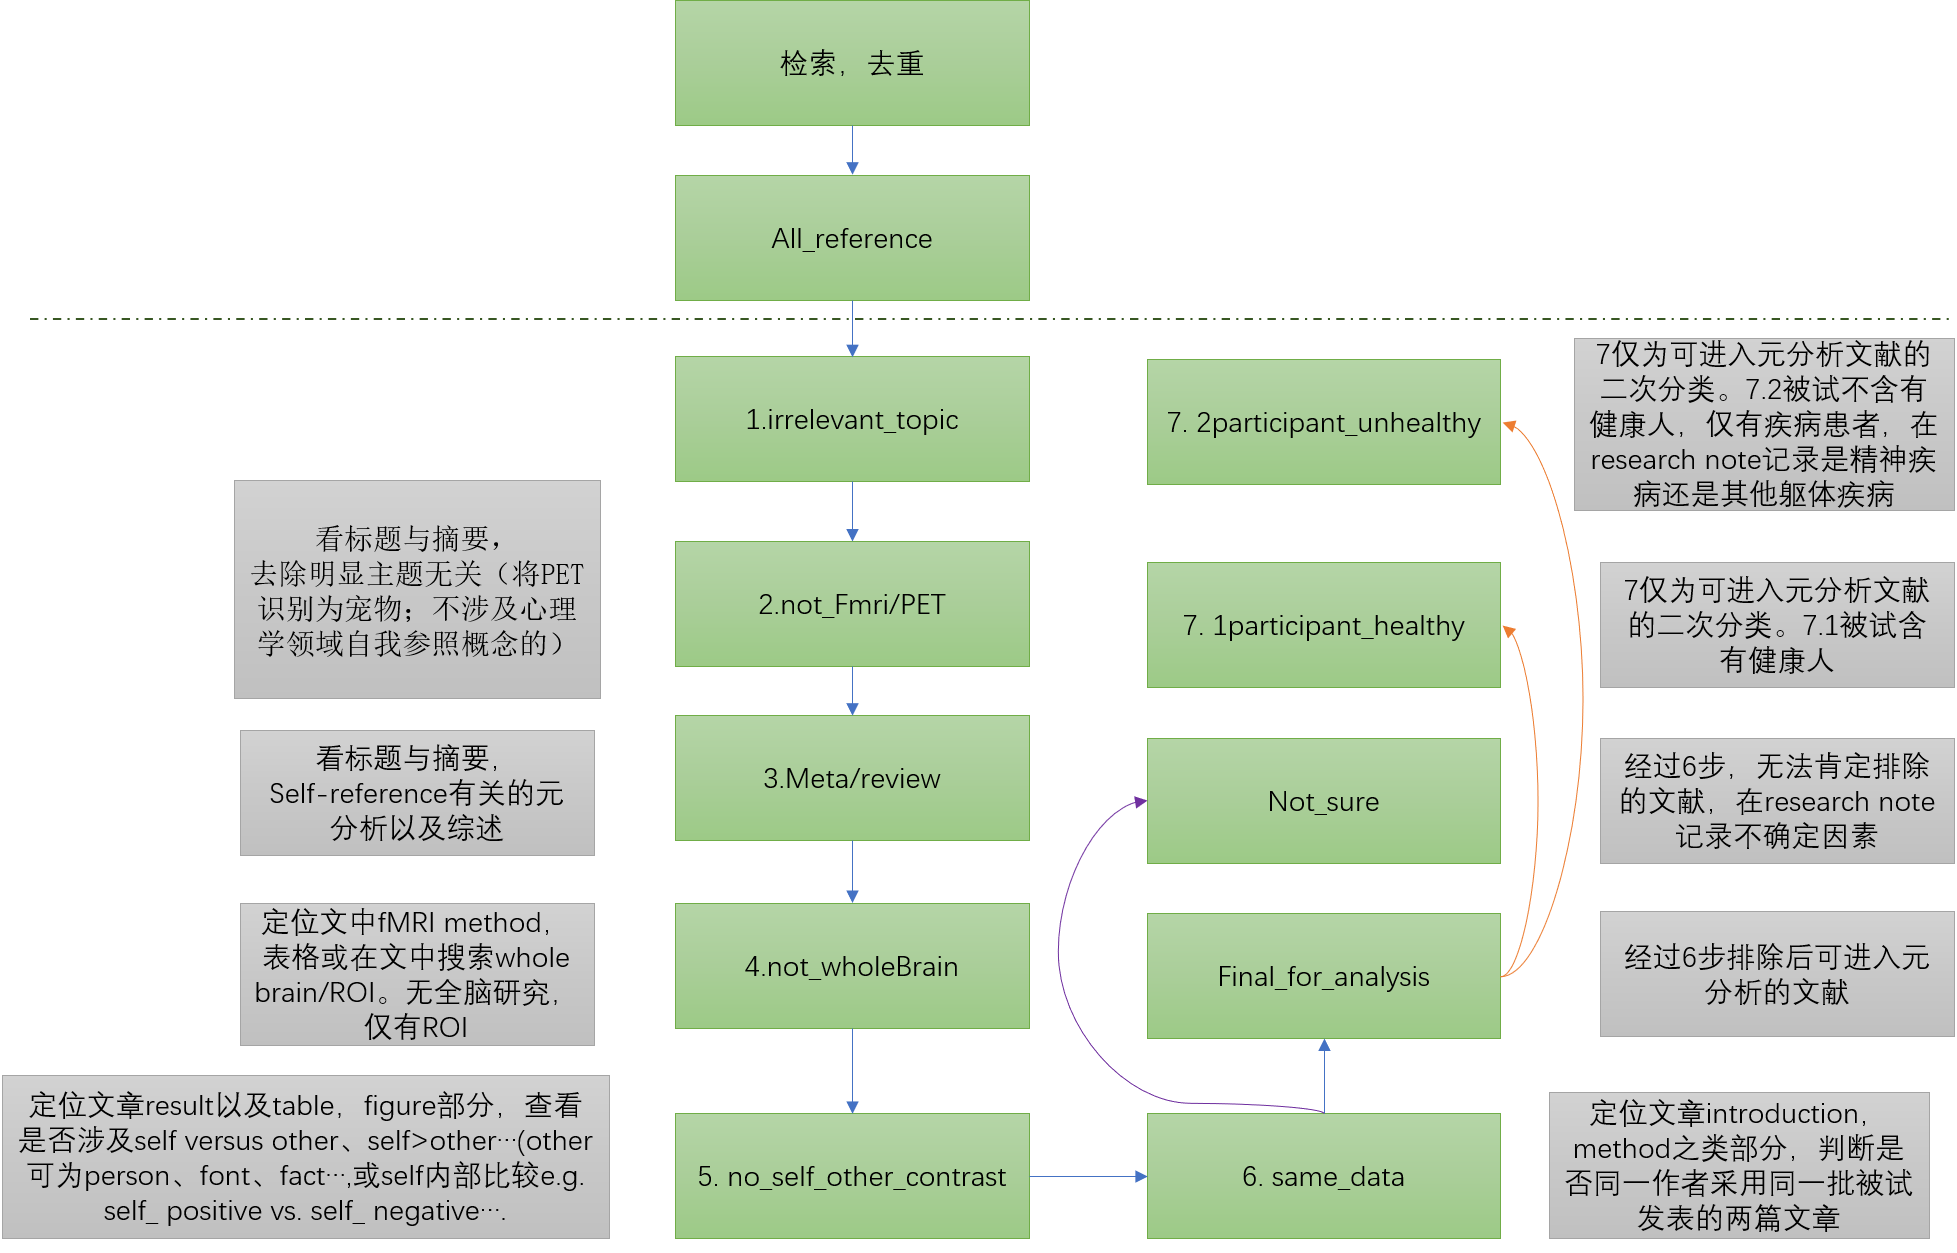 检索，去重
All_reference
1.irrelevant_topic
2.not_Fmri/PET
3.Meta/review
4.not_wholeBrain
5. no_self_other_contrast
看标题与摘要，
去除明显主题无关（将PET
识别为宠物；不涉及心理
学领域自我参照概念的）
看标题与摘要，
Self-reference有关的元
分析以及综述
定位文中fMRI method，
表格或在文中搜索whole
brain/ROI。无全脑研究，
仅有ROI
定位文章result以及table，figure部分，查看
是否涉及self versus other、self>other…(other
可为person、font、fact…,或self内部比较e.g.
self_ positive vs. self_ negative….
7. 2participant_unhealthy
7. 1participant_healthy
Not_sure
Final_for_analysis
6. same_data
7仅为可进入元分析文献的
二次分类。7.2被试不含有
健康人，仅有疾病患者，在
research note记录是精神疾
病还是其他躯体疾病
7仅为可进入元分析文献
的二次分类。7.1被试含
有健康人
经过6步，无法肯定排除
的文献，在research note
记录不确定因素
经过6步排除后可进入元
分析的文献
定位文章introduction，
method之类部分，判断是
否同一作者采用同一批被试
发表的两篇文章